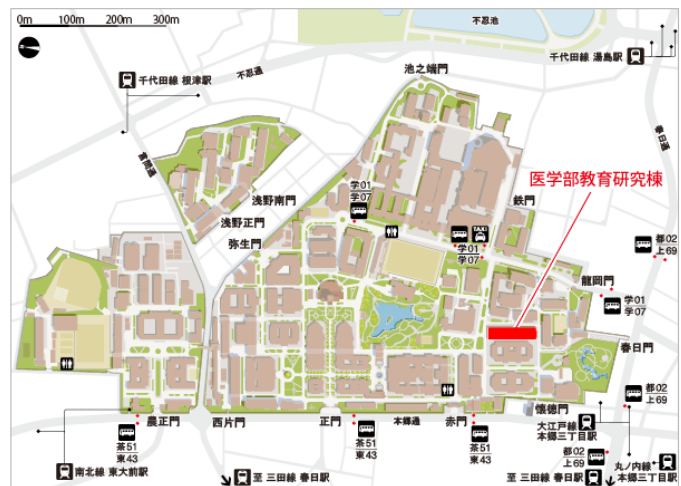 0m 100m 200m 300m
不忍池
千代田線 湯島駅
千代田線 根津駅
不忍通
池之端門
言問通
春日通
医学部教育研究棟
学01
学07
浅野南門
浅野正門
弥生門
鉄門
TAXI
学01
学07
都02
上69
龍岡門
学01
学07
春日門
都02
上69
農正門
西片門
正門
本郷通
赤門
懐徳門
大江戸線
本郷三丁目駅
茶51
東43
茶51
東43
茶51
東43
都02
上69
丸ノ内線
本郷三丁目駅
南北線 東大前駅
至 三田線 春日駅
至 三田線 春日駅